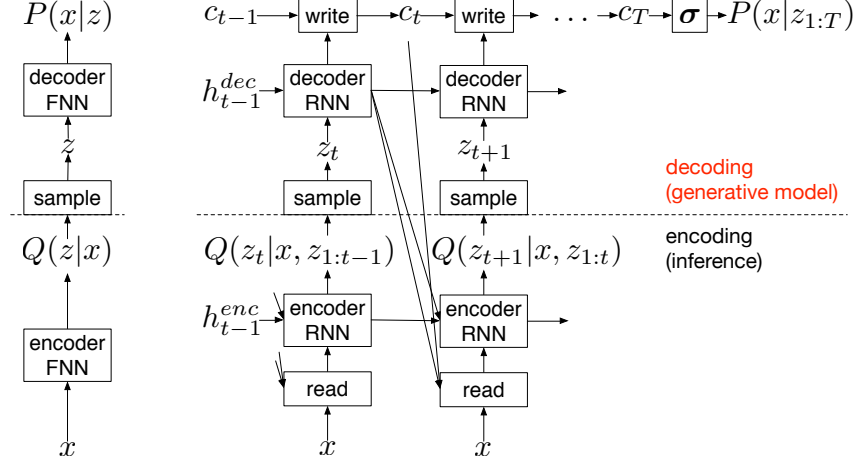 P(x|z)
decoder
FNN
z
sample
Q(z|x)
encoder
FNN
x
c_{t−1} write c_t write . . . c_T σ P(x|z_{1:T})
h_{t−1}^{dec} decoder RNN decoder RNN
z_t z_{t+1}
sample sample
decoding
(generative model)
Q(z_t|x, z_{1:t−1}) Q(z_{t+1}|x, z_{1:t})
encoding
(inference)
h_{t−1}^{enc} encoder RNN encoder RNN
read read
x x